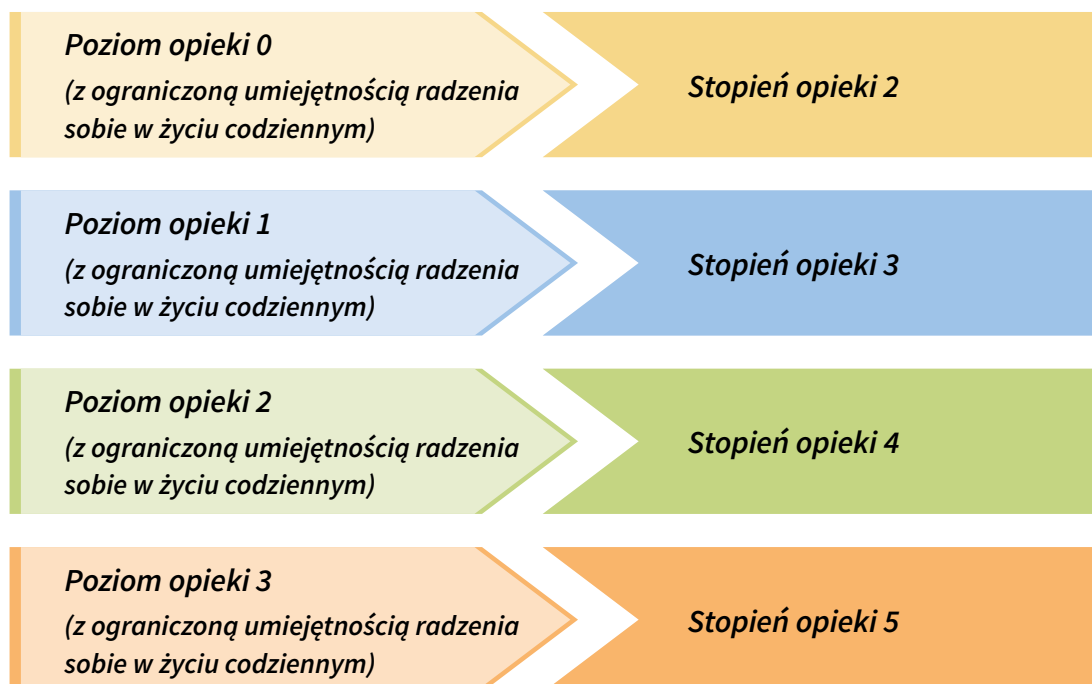 Poziom opieki 0
(z ograniczoną umiejętnością radzenia
sobie w życiu codziennym)
Stopień opieki 2
Poziom opieki 1
(z ograniczoną umiejętnością radzenia
sobie w życiu codziennym)
Stopień opieki 3
Poziom opieki 2
(z ograniczoną umiejętnością radzenia
sobie w życiu codziennym)
Stopień opieki 4
Poziom opieki 3
(z ograniczoną umiejętnością radzenia
sobie w życiu codziennym)
Stopień opieki 5